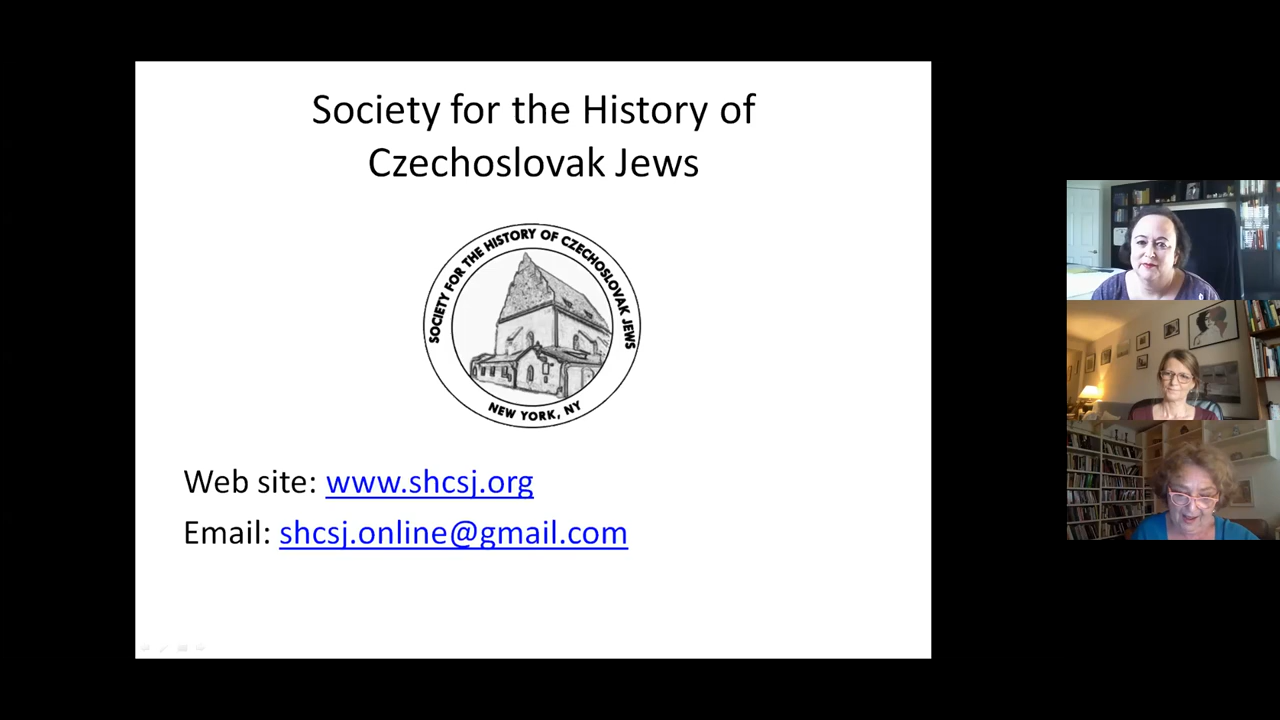 Society for the History of
Czechoslovak Jews
SOCIETY FOR THE HISTORY OF CZECHOSLOVAK JEWS
NEW YORK, NY
Web site: www.shcsj.org
Email: shcsj.online@gmail.com